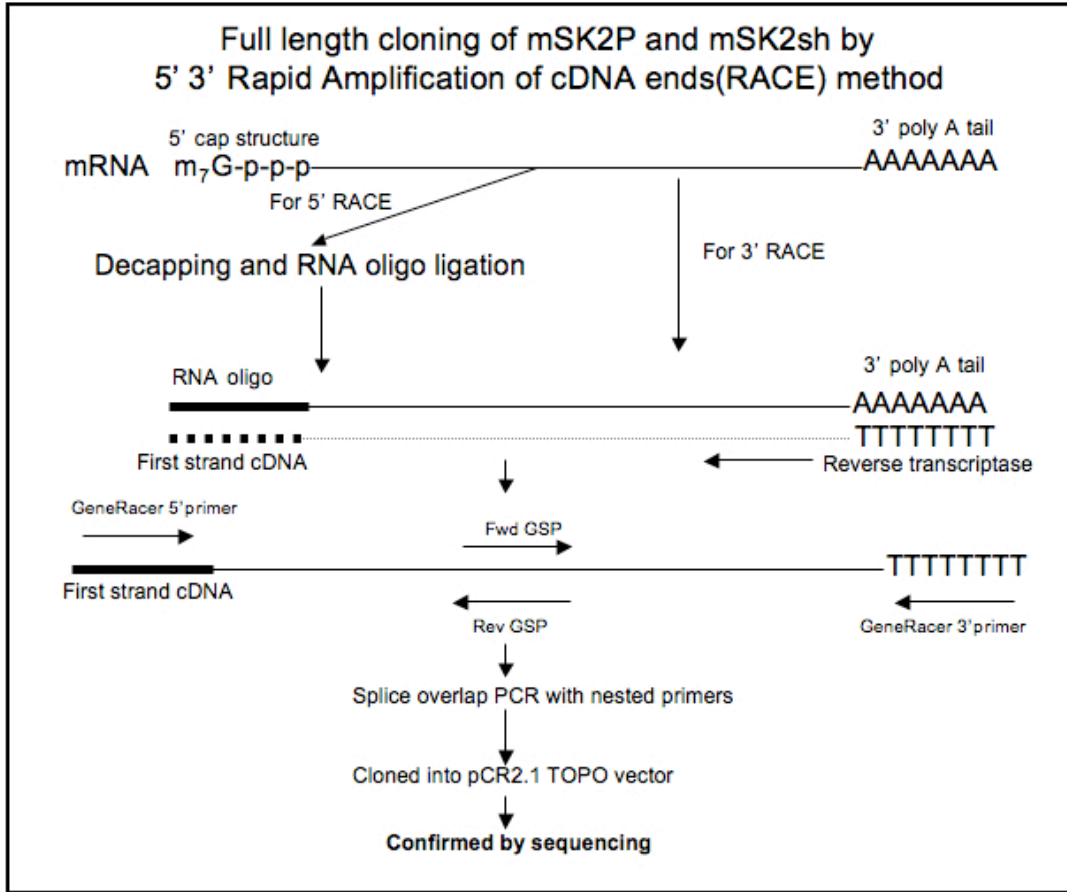 Full length cloning of mSK2P and mSK2sh by
5’ 3’ Rapid Amplification of cDNA ends(RACE) method
5’ cap structure
3’ poly A tail
mRNA m₇G-p-p-p
AAAAAAA
For 5’ RACE
For 3’ RACE
Decapping and RNA oligo ligation
RNA oligo
3’ poly A tail
AAAAAAA
TTTTTTTT
First strand cDNA
Reverse transcriptase
GeneRacer 5’primer
Fwd GSP
TTTTTTTT
First strand cDNA
Rev GSP
GeneRacer 3’primer
Splice overlap PCR with nested primers
Cloned into pCR2.1 TOPO vector
Confirmed by sequencing